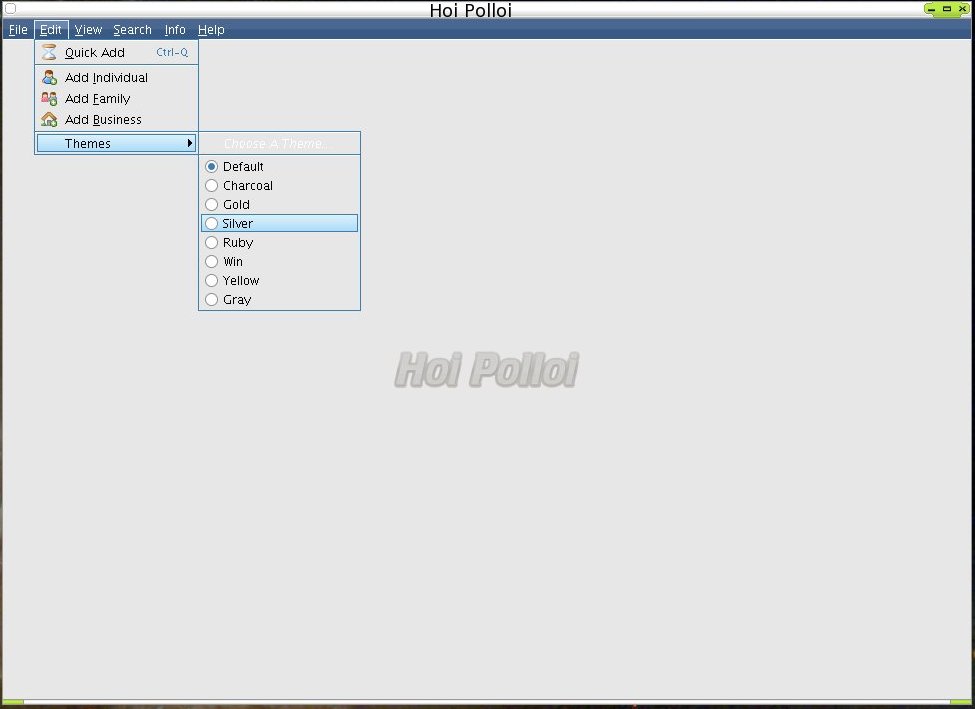 Hoi Polloi
File Edit View Search Info Help
Quick Add Ctrl-Q
Add Individual
Add Family
Add Business
Themes
Choose A Theme...
Default
Charcoal
Gold
Silver
Ruby
Win
Yellow
Gray
Hoi Polloi